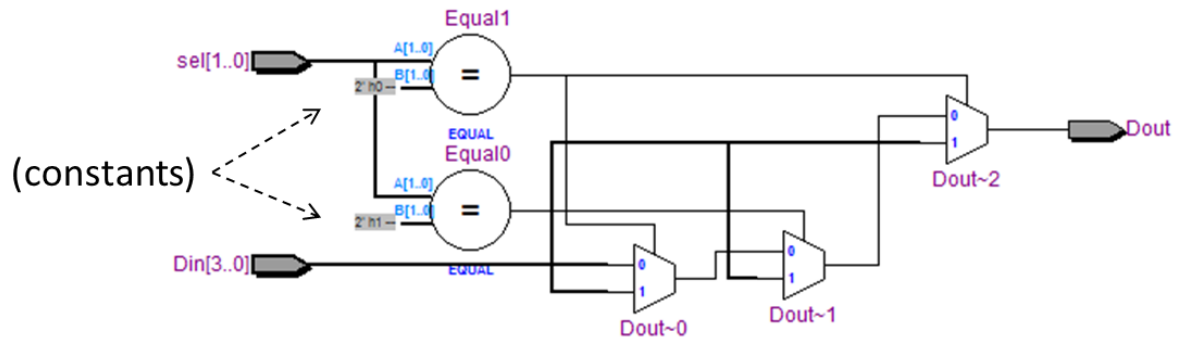 Equal1
sel[1..0]
A[1..0]
B[1..0]
2' h0
=
EQUAL
(constants)
Equal0
A[1..0]
B[1..0]
2' h1
=
EQUAL
Din[3..0]
0
1
Dout~0
0
1
Dout~1
0
1
Dout~2
Dout